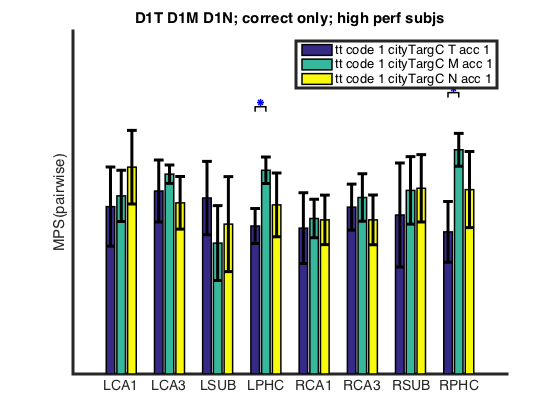 D1T D1M D1N; correct only; high perf subjs
tt code 1 cityTargC T acc 1
tt code 1 cityTargC M acc 1
tt code 1 cityTargC N acc 1
*
*
MPS(pairwise)
LCA1 LCA3 LSUB LPHC RCA1 RCA3 RSUB RPHC